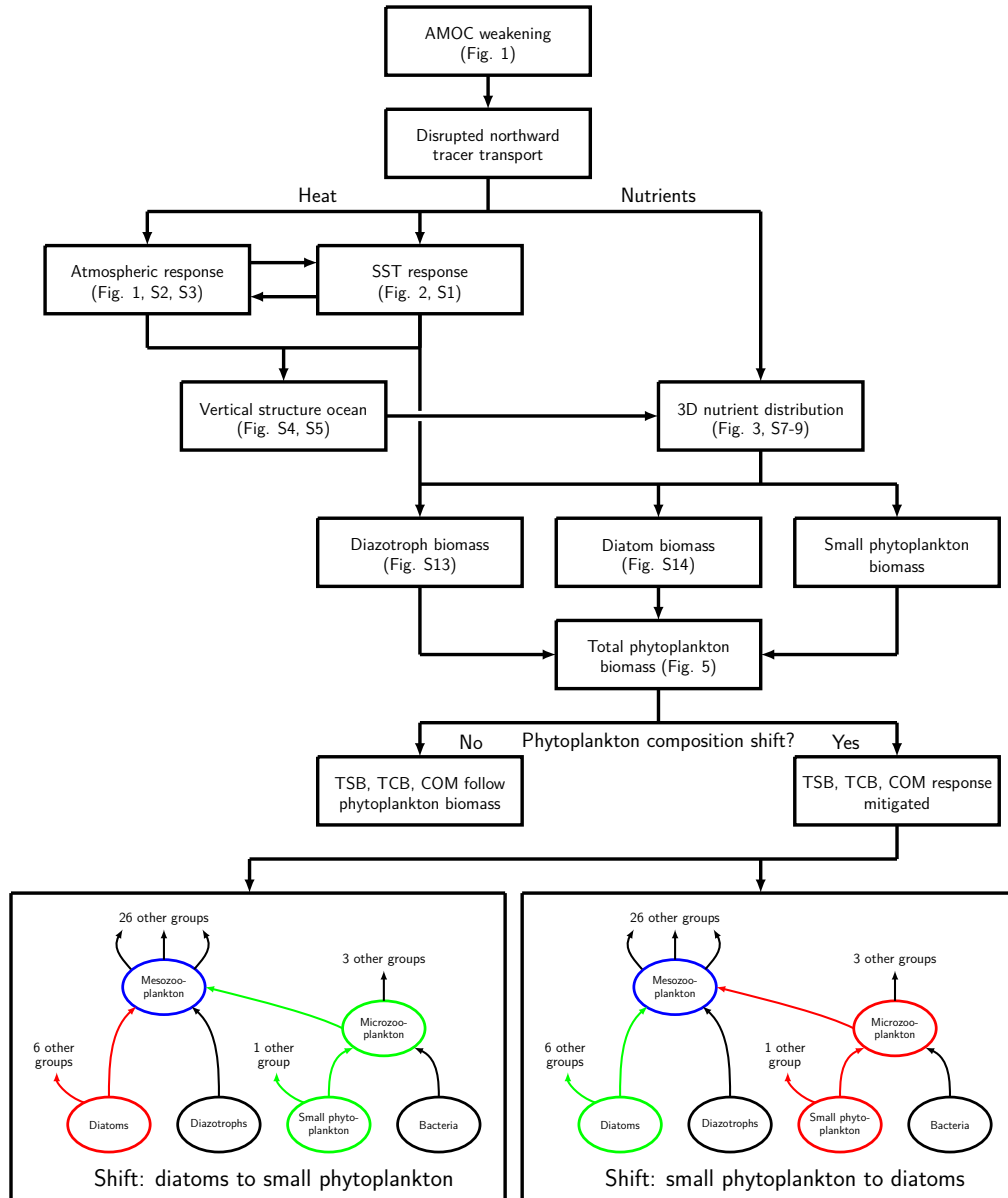 AMOC weakening
(Fig. 1)
Disrupted northward
tracer transport
Heat
Nutrients
Atmospheric response
(Fig. 1, S2, S3)
SST response
(Fig. 2, S1)
Vertical structure ocean
(Fig. S4, S5)
3D nutrient distribution
(Fig. 3, S7-9)
Diazotroph biomass
(Fig. S13)
Diatom biomass
(Fig. S14)
Small phytoplankton
biomass
Total phytoplankton
biomass (Fig. 5)
No
Phytoplankton composition shift?
Yes
TSB, TCB, COM follow
phytoplankton biomass
TSB, TCB, COM response
mitigated
26 other groups
Mesozoo-
plankton
3 other groups
Microzoo-
plankton
6 other
groups
1 other
group
Diatoms
Diazotrophs
Small phyto-
plankton
Bacteria
Shift: diatoms to small phytoplankton
26 other groups
Mesozoo-
plankton
3 other groups
Microzoo-
plankton
6 other
groups
1 other
group
Diatoms
Diazotrophs
Small phyto-
plankton
Bacteria
Shift: small phytoplankton to diatoms